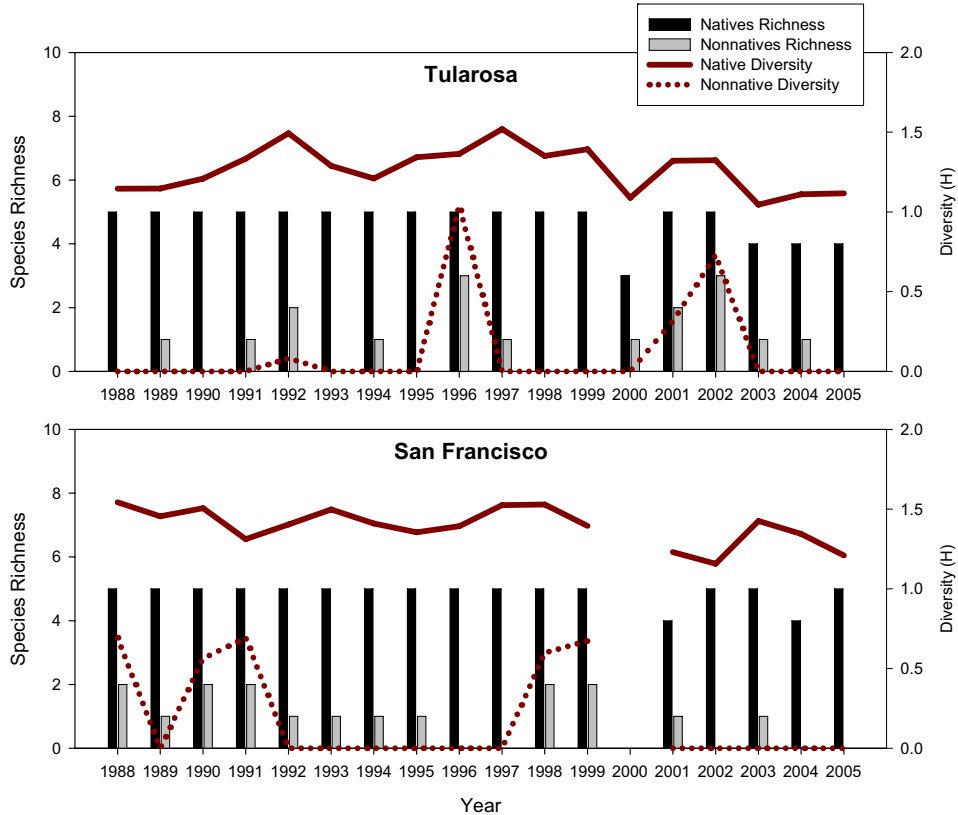 Natives Richness
Nonnatives Richness
Native Diversity
Nonnative Diversity
Tularosa
10
8
6
4
2
0
Species Richness
2.0
1.5
1.0
0.5
0.0
Diversity (H)
1988 1989 1990 1991 1992 1993 1994 1995 1996 1997 1998 1999 2000 2001 2002 2003 2004 2005
San Francisco
10
8
6
4
2
0
Species Richness
2.0
1.5
1.0
0.5
0.0
Diversity (H)
1988 1989 1990 1991 1992 1993 1994 1995 1996 1997 1998 1999 2000 2001 2002 2003 2004 2005
Year